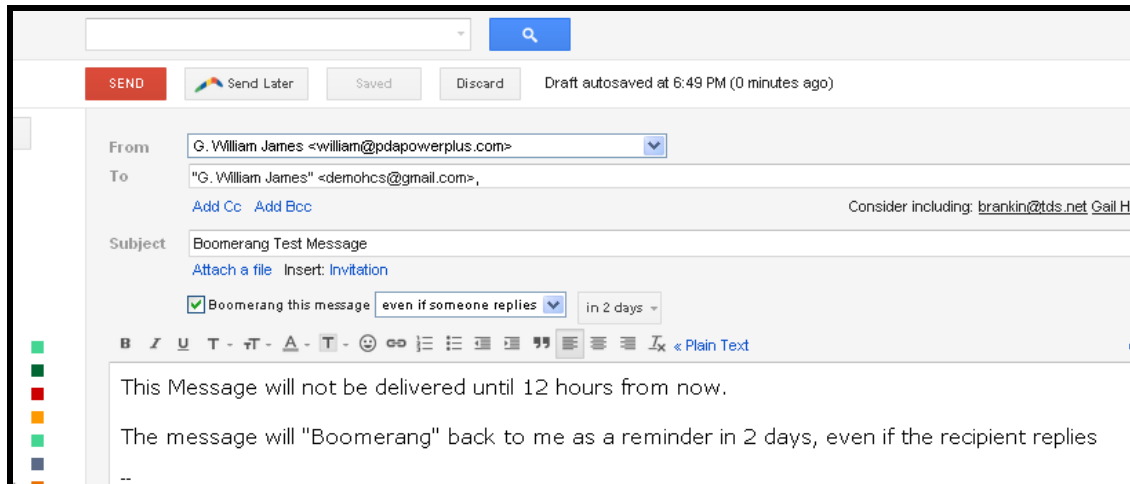 SEND Send Later Saved Discard Draft autosaved at 6:49 PM (0 minutes ago)
From G. William James <william@pdapowerplus.com>
To "G. William James" <demohcs@gmail.com>,
Add Cc Add Bcc Consider including: brankin@tds.net Gail H
Subject Boomerang Test Message
Attach a file Insert: Invitation
Boomerang this message even if someone replies in 2 days
B I U T - TT - A - T - Tx « Plain Text
This Message will not be delivered until 12 hours from now.
The message will "Boomerang" back to me as a reminder in 2 days, even if the recipient replies
--